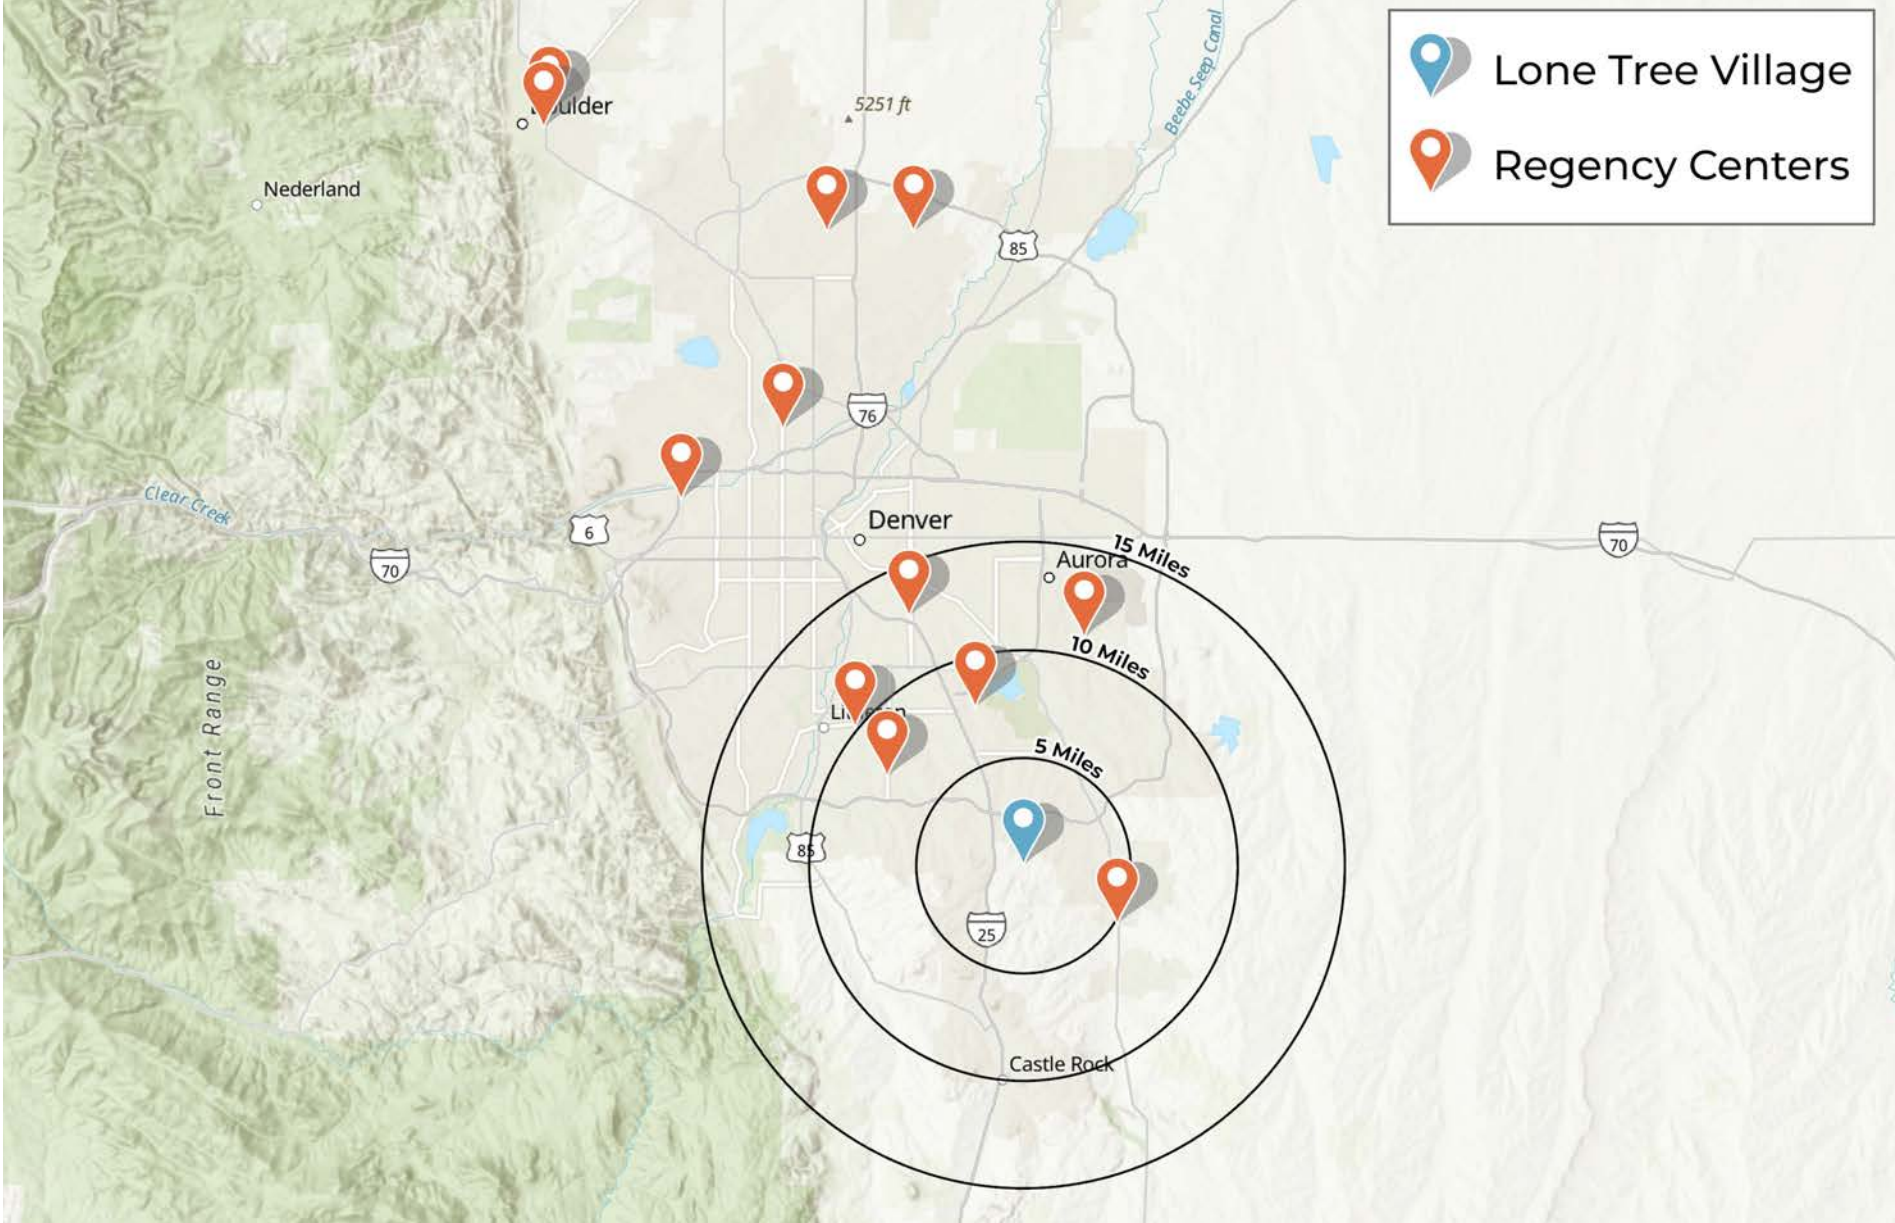 Lone Tree Village
Regency Centers
Beebe Seep Canal
5251 ft
Nederland
85
76
Clear Creek
6
70
Denver
70
15 Miles
Aurora
10 Miles
Front Range
5 Miles
85
25
Castle Rock